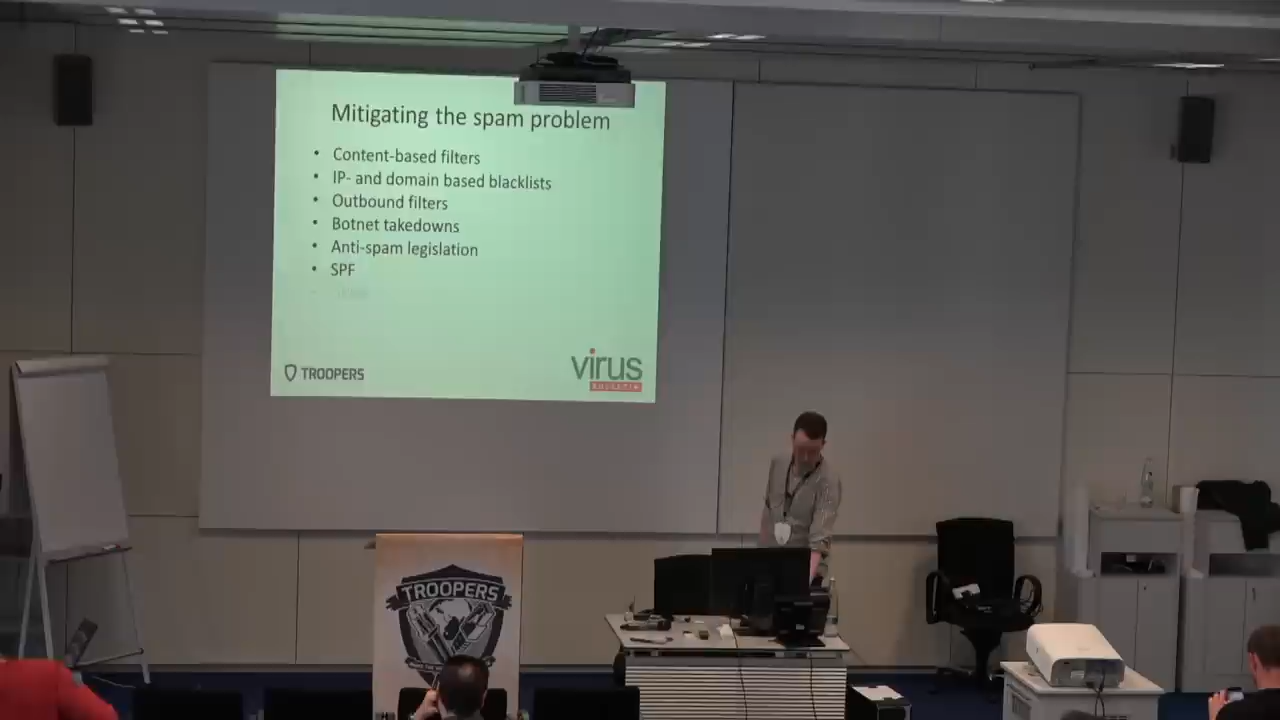 Mitigating the spam problem
• Content-based filters
• IP- and domain based blacklists
• Outbound filters
• Botnet takedowns
• Anti-spam legislation
• SPF
TROOPERS
virus
BULLETIN
TROOPERS